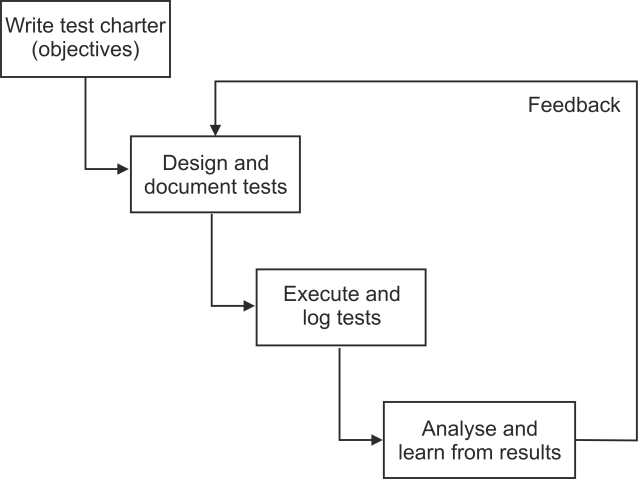 Write test charter
(objectives)
Feedback
Design and
document tests
Execute and
log tests
Analyse and
learn from results